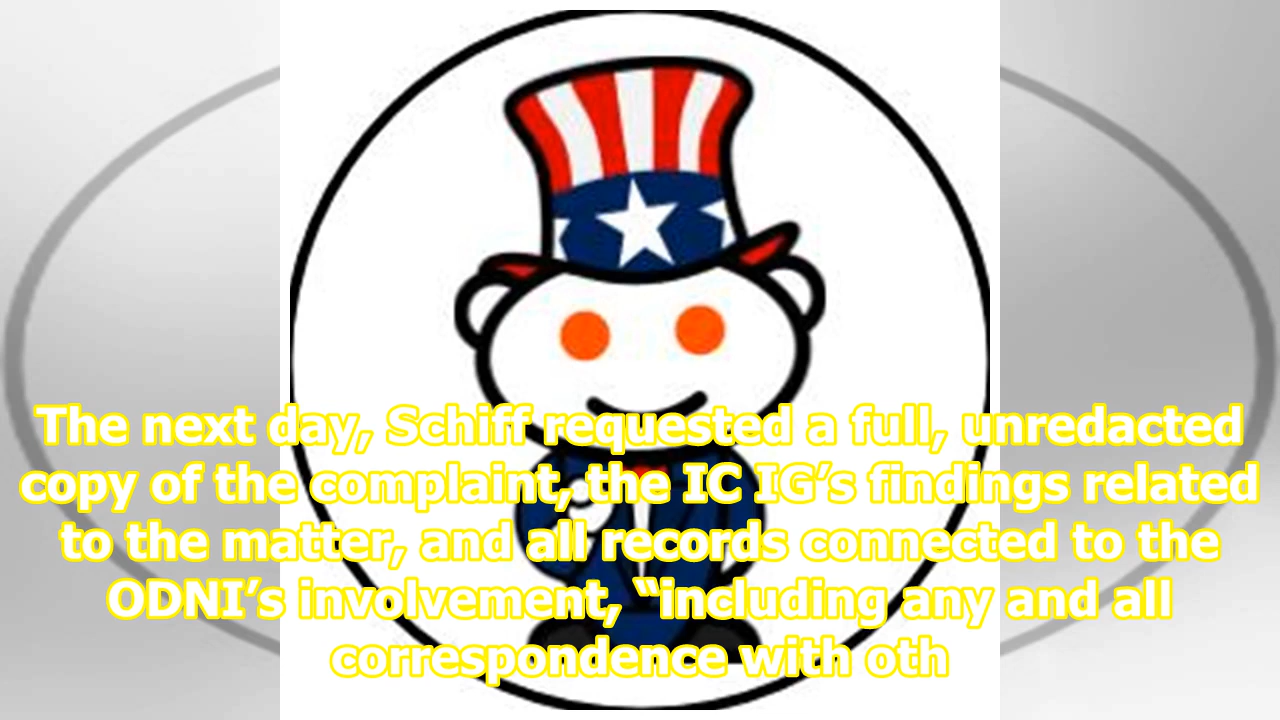 The next day, Schiff requested a full, unredacted
copy of the complaint, the IC IG’s findings related
to the matter, and all records connected to the
ODNI’s involvement, “including any and all
correspondence with oth